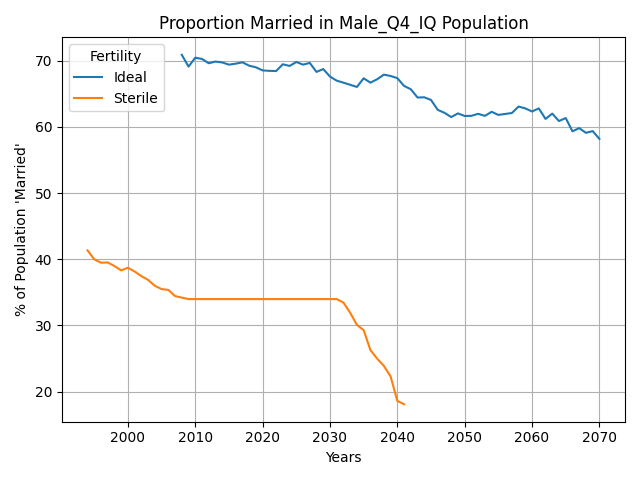 Proportion Married in Male_Q4_IQ Population
Fertility
Ideal
Sterile
% of Population 'Married'
70
60
50
40
30
20
2000 2010 2020 2030 2040 2050 2060 2070
Years